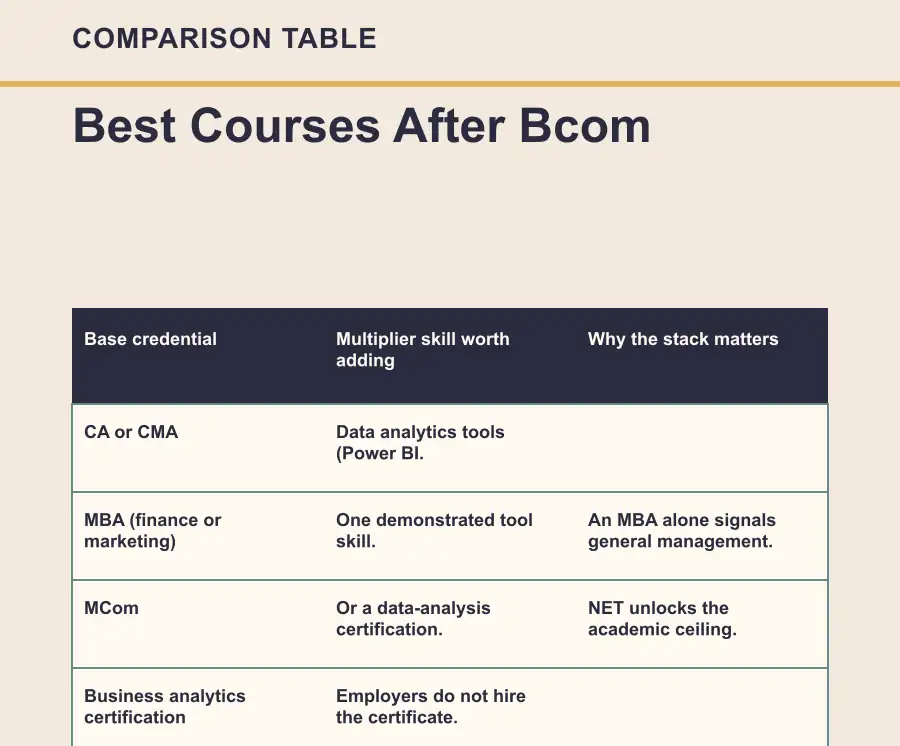 COMPARISON TABLE
Best Courses After Bcom
Base credential
Multiplier skill worth
adding
Why the stack matters
CA or CMA
Data analytics tools
(Power BI.
MBA (finance or
marketing)
One demonstrated tool
skill.
An MBA alone signals
general management.
MCom
Or a data-analysis
certification.
NET unlocks the
academic ceiling.
Business analytics
certification
Employers do not hire
the certificate.